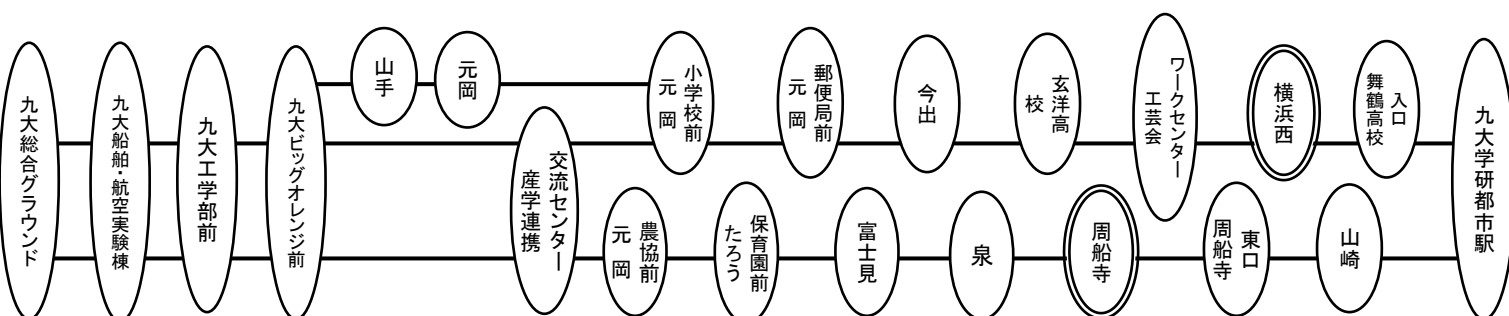 九大総合グラウンド
九大船舶・航空実験棟
九大工学部前
九大ビッグオレンジ前
山手
元岡
産学連携
交流センター
元岡
小学校前
元岡
農協前
たろう
保育園前
元岡
郵便局前
富士見
今出
泉
玄洋高
校
周船寺
ワークセンター
工芸会
周船寺
東口
横浜西
山崎
舞鶴高校
入口
九大学研都市駅